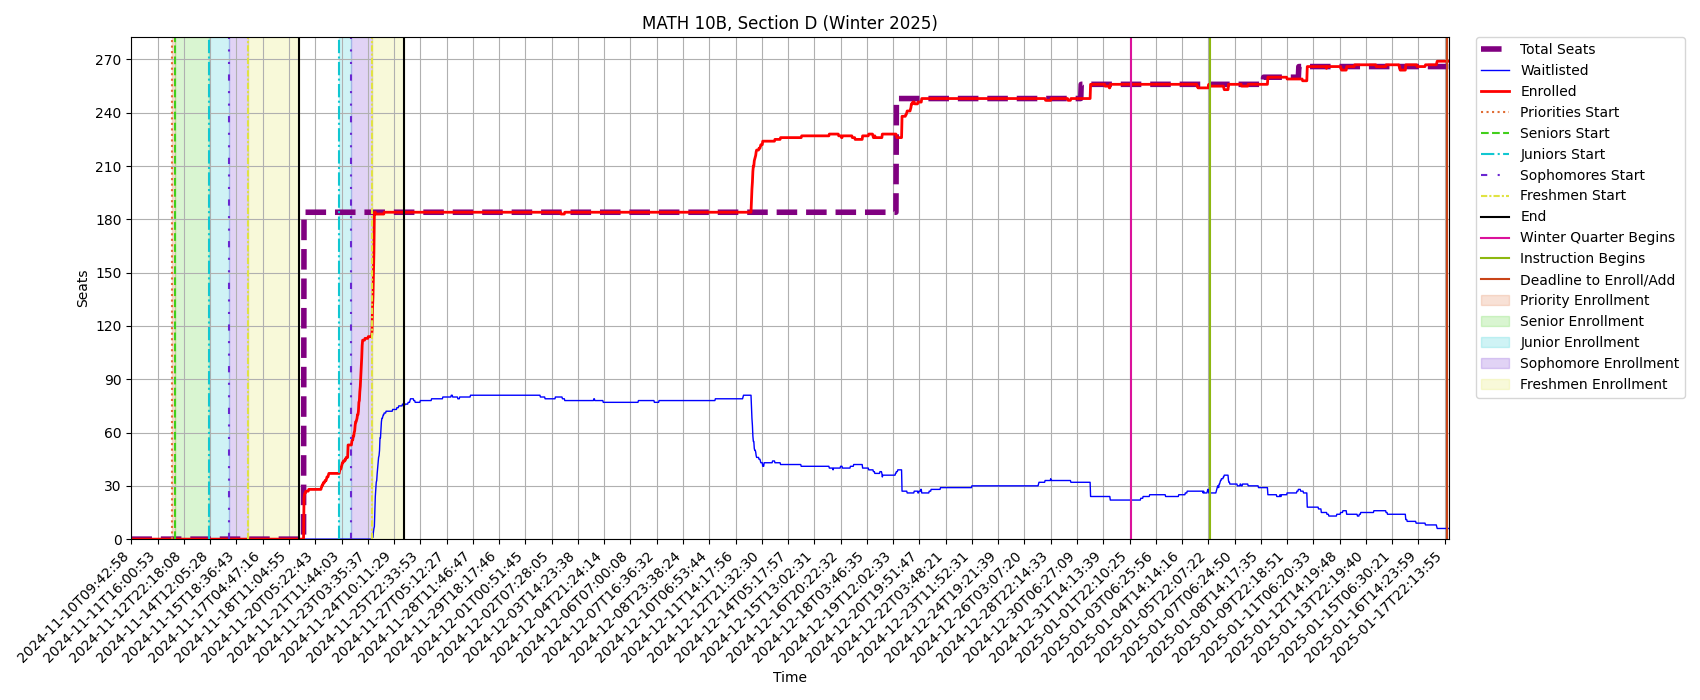 MATH 10B, Section D (Winter 2025)
270
240
210
180
150
120
90
60
30
0
Seats
2024-11-10T09:42:58
2024-11-11T16:00:53
2024-11-12T22:18:08
2024-11-14T12:05:28
2024-11-15T18:36:43
2024-11-17T04:47:16
2024-11-18T11:04:55
2024-11-20T05:22:43
2024-11-21T11:44:03
2024-11-23T03:35:37
2024-11-24T10:11:29
2024-11-25T22:33:53
2024-11-27T05:12:27
2024-11-28T11:46:47
2024-11-29T18:17:46
2024-12-01T00:51:45
2024-12-02T07:28:05
2024-12-03T14:23:38
2024-12-04T21:24:14
2024-12-06T07:00:08
2024-12-07T16:36:32
2024-12-08T23:38:24
2024-12-10T06:53:44
2024-12-11T14:17:56
2024-12-12T21:32:30
2024-12-14T05:17:57
2024-12-15T13:02:31
2024-12-16T20:22:32
2024-12-18T03:46:35
2024-12-19T12:02:33
2024-12-20T19:51:47
2024-12-22T03:48:21
2024-12-23T11:52:31
2024-12-24T19:21:39
2024-12-26T03:07:20
2024-12-28T22:14:33
2024-12-30T06:27:09
2024-12-31T14:13:39
2025-01-01T22:10:25
2025-01-03T06:25:56
2025-01-04T14:14:16
2025-01-05T22:07:22
2025-01-07T06:24:50
2025-01-08T14:17:35
2025-01-09T22:18:51
2025-01-11T06:20:33
2025-01-12T14:19:48
2025-01-13T22:19:40
2025-01-15T06:30:21
2025-01-16T14:23:59
2025-01-17T22:13:55
Time
Total Seats
Waitlisted
Enrolled
Priorities Start
Seniors Start
Juniors Start
Sophomores Start
Freshmen Start
End
Winter Quarter Begins
Instruction Begins
Deadline to Enroll/Add
Priority Enrollment
Senior Enrollment
Junior Enrollment
Sophomore Enrollment
Freshmen Enrollment